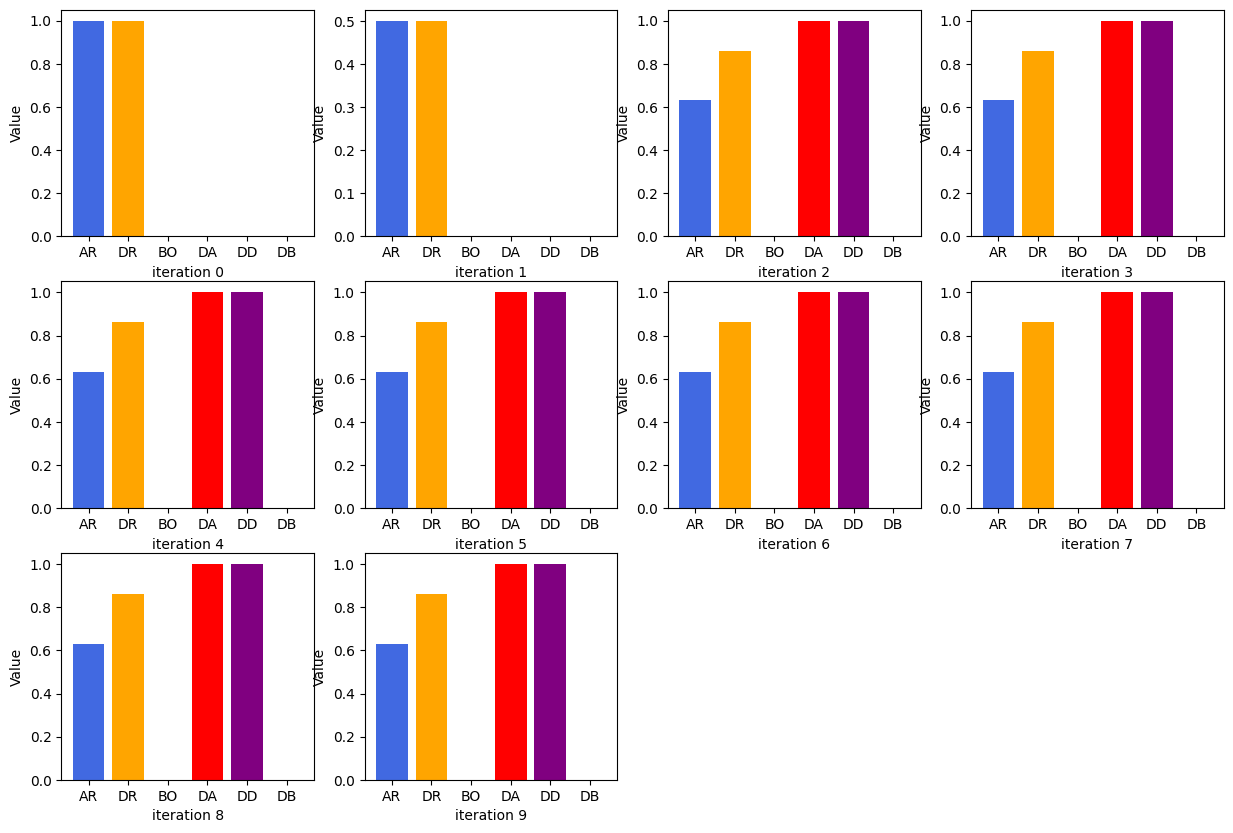 Value
1.0
0.8
0.6
0.4
0.2
0.0
AR DR BO DA DD DB
iteration 0
Value
0.5
0.4
0.3
0.2
0.1
0.0
AR DR BO DA DD DB
iteration 1
Value
1.0
0.8
0.6
0.4
0.2
0.0
AR DR BO DA DD DB
iteration 2
Value
1.0
0.8
0.6
0.4
0.2
0.0
AR DR BO DA DD DB
iteration 3
Value
1.0
0.8
0.6
0.4
0.2
0.0
AR DR BO DA DD DB
iteration 4
Value
1.0
0.8
0.6
0.4
0.2
0.0
AR DR BO DA DD DB
iteration 5
Value
1.0
0.8
0.6
0.4
0.2
0.0
AR DR BO DA DD DB
iteration 6
Value
1.0
0.8
0.6
0.4
0.2
0.0
AR DR BO DA DD DB
iteration 7
Value
1.0
0.8
0.6
0.4
0.2
0.0
AR DR BO DA DD DB
iteration 8
Value
1.0
0.8
0.6
0.4
0.2
0.0
AR DR BO DA DD DB
iteration 9